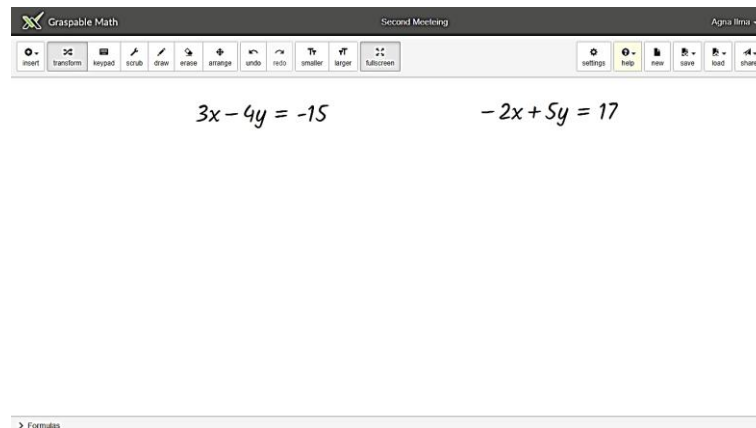 Graspable Math Second Meeteing Agna Ilma
insert transform keypad scrub draw erase arrange undo redo smaller larger fullscreen settings help new save load share
3x – 4y = -15 – 2x + 5y = 17
Formulas